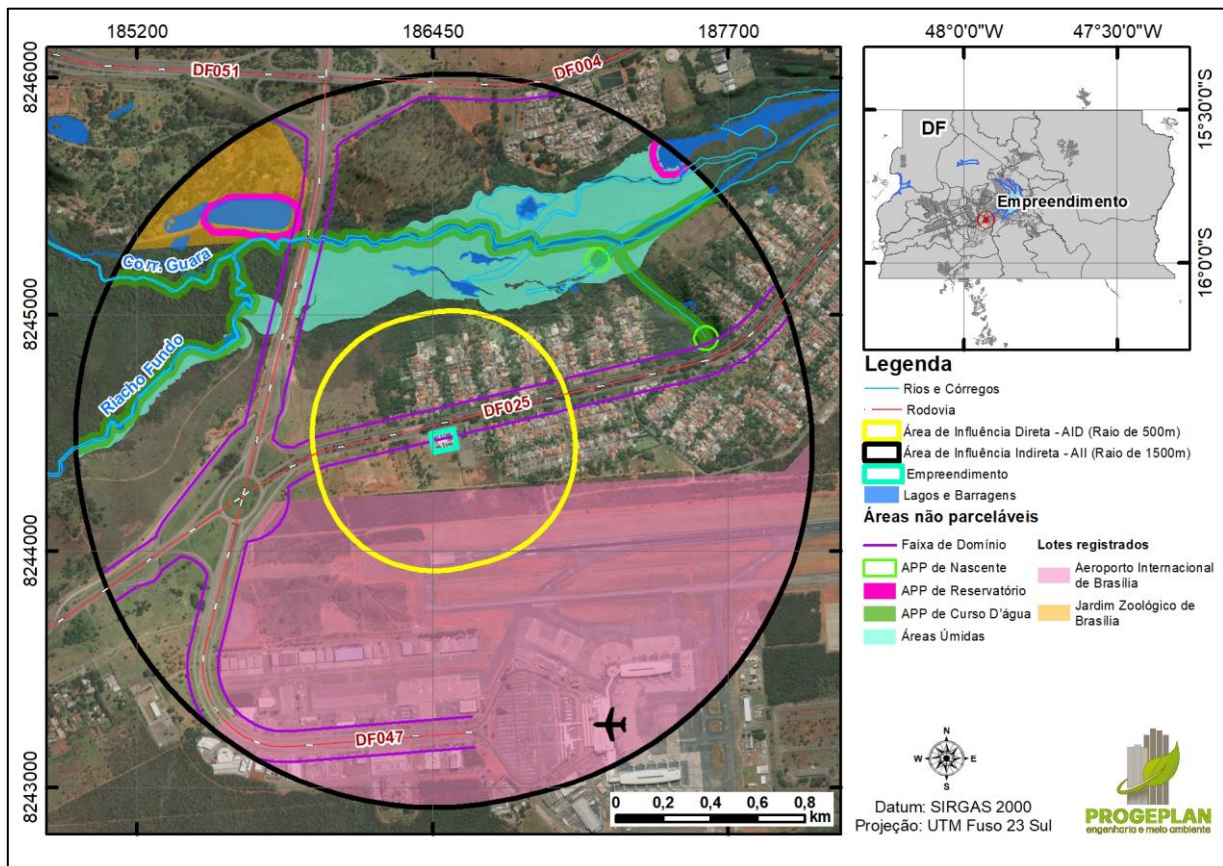 185200 186450 187700
8246000
8245000
8244000
8243000
DF051
DF004
Corr. Guara
Riacho Fundo
DF025
DF047
0 0,2 0,4 0,6 0,8
km
48°0'0"W 47°30'0"W
15°30'0"S
16°0'0"S
DF
Empreendimento
Legenda
Rios e Córregos
Rodovia
Área de Influência Direta - AID (Raio de 500m)
Área de Influência Indireta - AII (Raio de 1500m)
Empreendimento
Lagos e Barragens
Áreas não parceláveis
Faixa de Domínio
APP de Nascente
APP de Reservatório
APP de Curso D'água
Áreas Úmidas
Lotes registrados
Aeroporto Internacional
de Brasília
Jardim Zoológico de
Brasília
N
W E
S
Datum: SIRGAS 2000
Projeção: UTM Fuso 23 Sul
PROGEPLAN
engenharia e meio ambiente